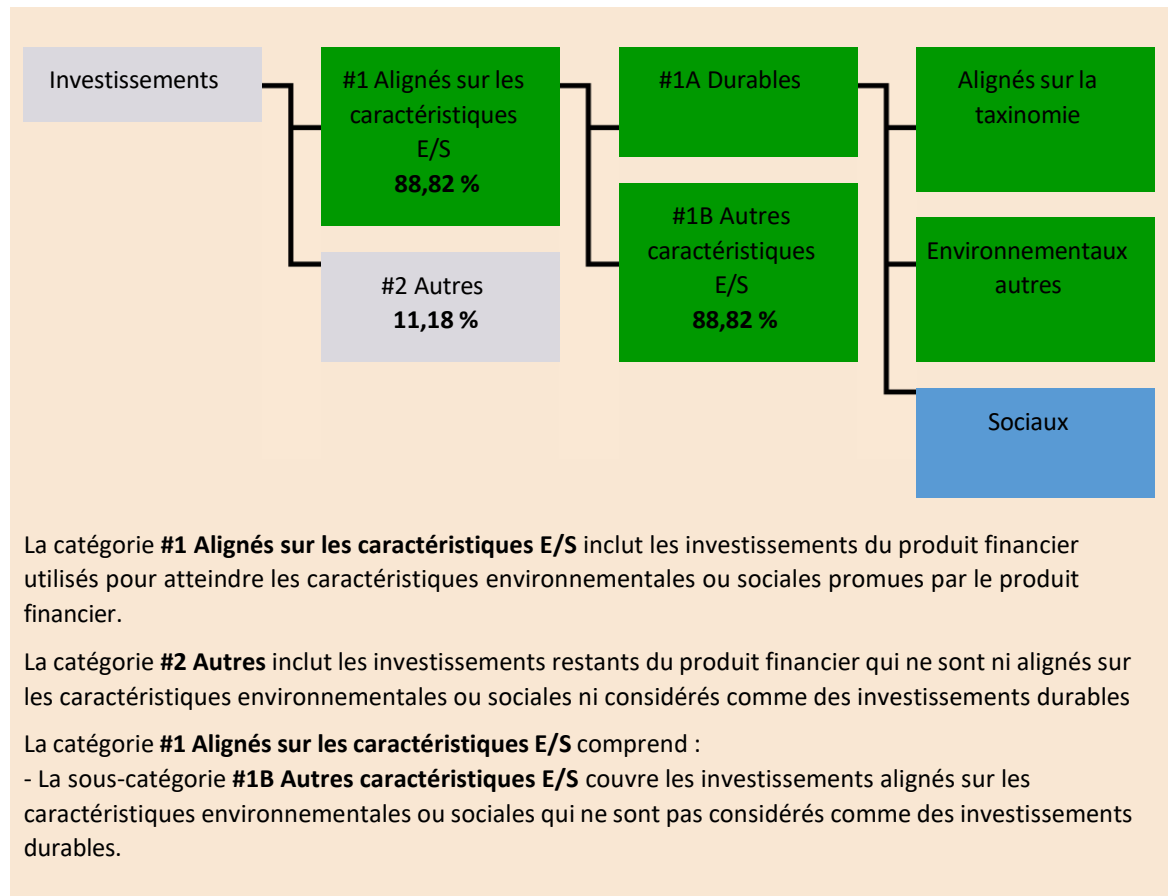 Investissements
#1 Alignés sur les
caractéristiques
E/S
88,82 %
#2 Autres
11,18 %
#1A Durables
#1B Autres
caractéristiques
E/S
88,82 %
Alignés sur la
taxinomie
Environnementaux
autres
Sociaux
La catégorie #1 Alignés sur les caractéristiques E/S inclut les investissements du produit financier
utilisés pour atteindre les caractéristiques environnementales ou sociales promues par le produit
financier.
La catégorie #2 Autres inclut les investissements restants du produit financier qui ne sont ni alignés sur
les caractéristiques environnementales ou sociales ni considérés comme des investissements durables
La catégorie #1 Alignés sur les caractéristiques E/S comprend :
- La sous-catégorie #1B Autres caractéristiques E/S couvre les investissements alignés sur les
caractéristiques environnementales ou sociales qui ne sont pas considérés comme des investissements
durables.